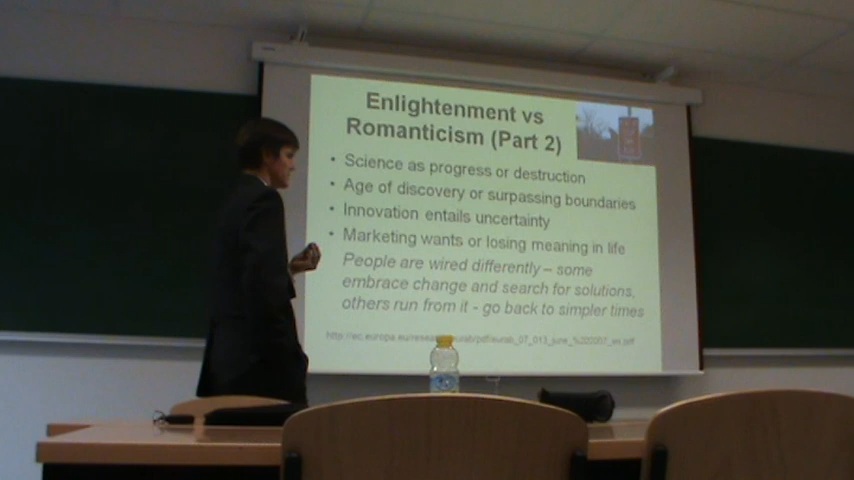 Enlightenment vs
Romanticism (Part 2)
• Science as progress or destruction
• Age of discovery or surpassing boundaries
• Innovation entails uncertainty
• Marketing wants or losing meaning in life
People are wired differently – some
embrace change and search for solutions,
others run from it - go back to simpler times